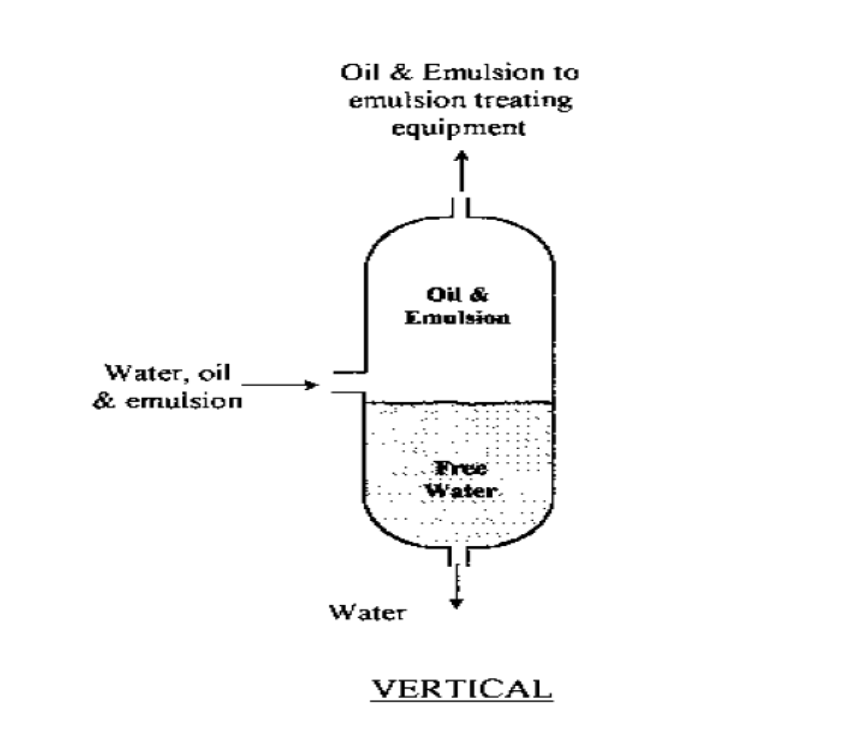 Oil & Emulsion to
emulsion treating
equipment
Oil &
Emulsion
Water, oil
& emulsion
Free
Water
Water
VERTICAL